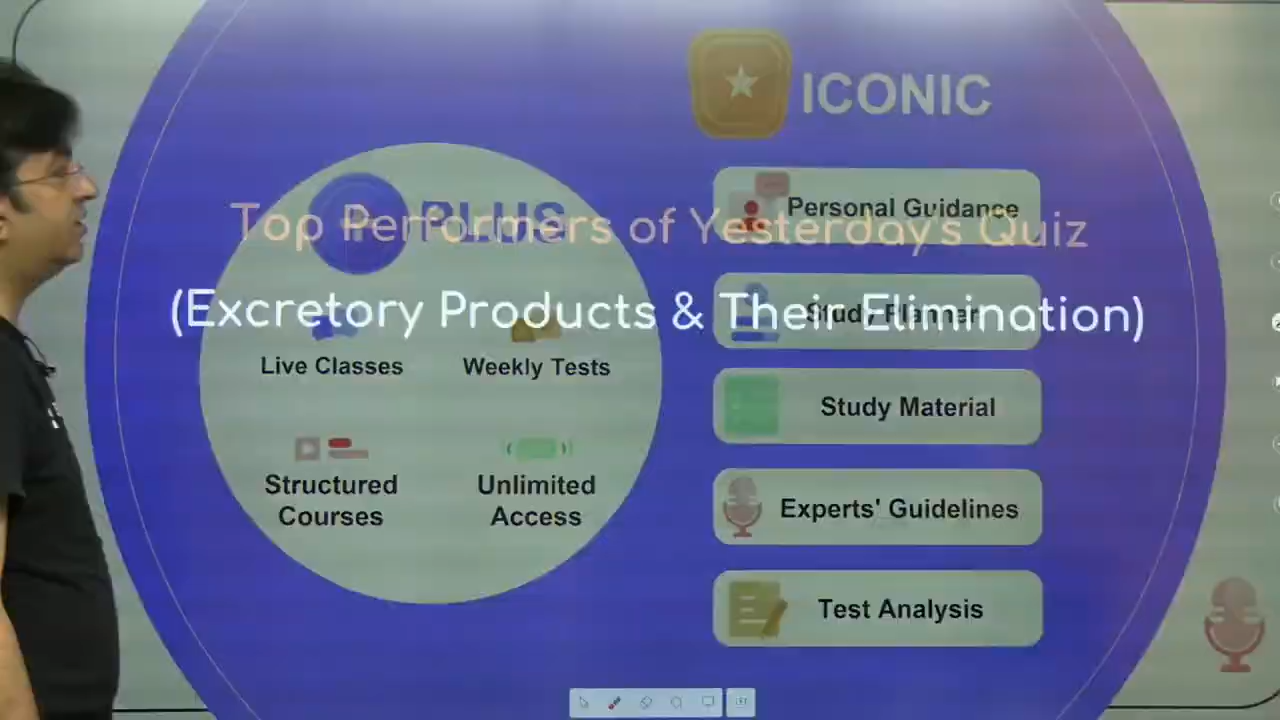 ICONIC
PLUS
Top Performers of Yesterday's Quiz
(Excretory Products & Their Elimination)
Live Classes
Weekly Tests
Structured
Courses
Unlimited
Access
Personal Guidance
Study Planner
Study Material
Experts' Guidelines
Test Analysis